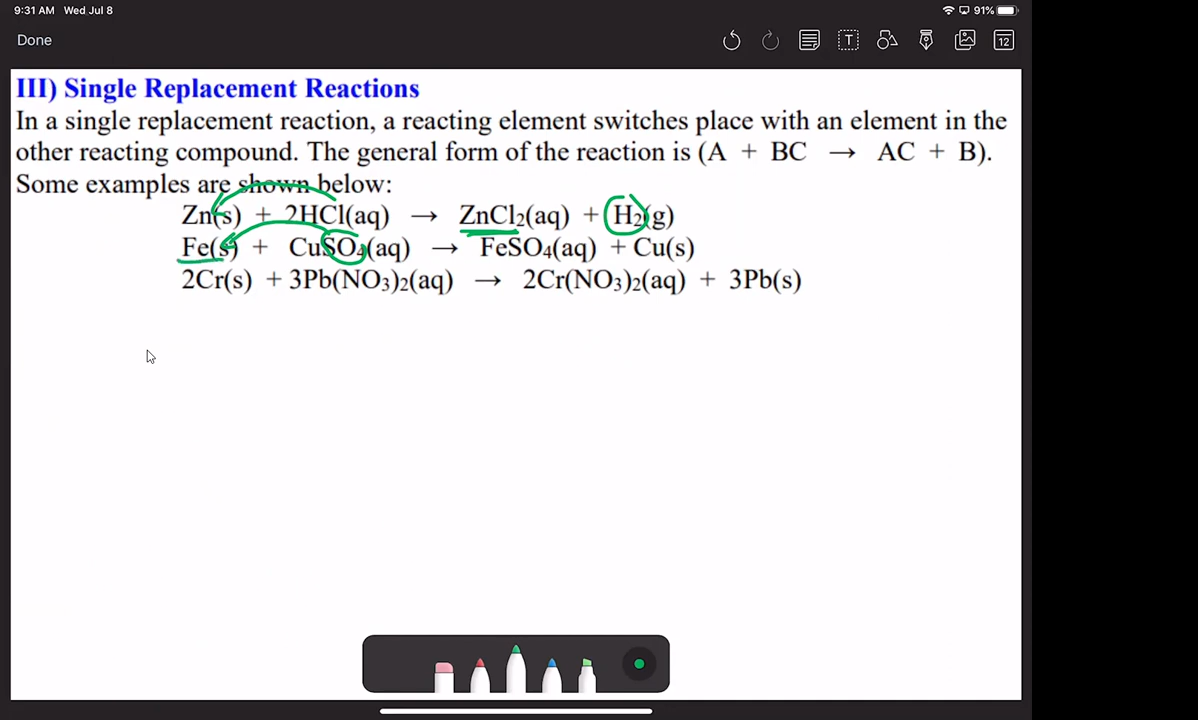 9:31 AM Wed Jul 8 91%
Done
T 12
III) Single Replacement Reactions
In a single replacement reaction, a reacting element switches place with an element in the
other reacting compound. The general form of the reaction is (A + BC → AC + B).
Some examples are shown below:
Zn(s) + 2HCl(aq) → ZnCl₂(aq) + H₂(g)
Fe(s) + CuSO₄(aq) → FeSO₄(aq) + Cu(s)
2Cr(s) + 3Pb(NO₃)₂(aq) → 2Cr(NO₃)₂(aq) + 3Pb(s)